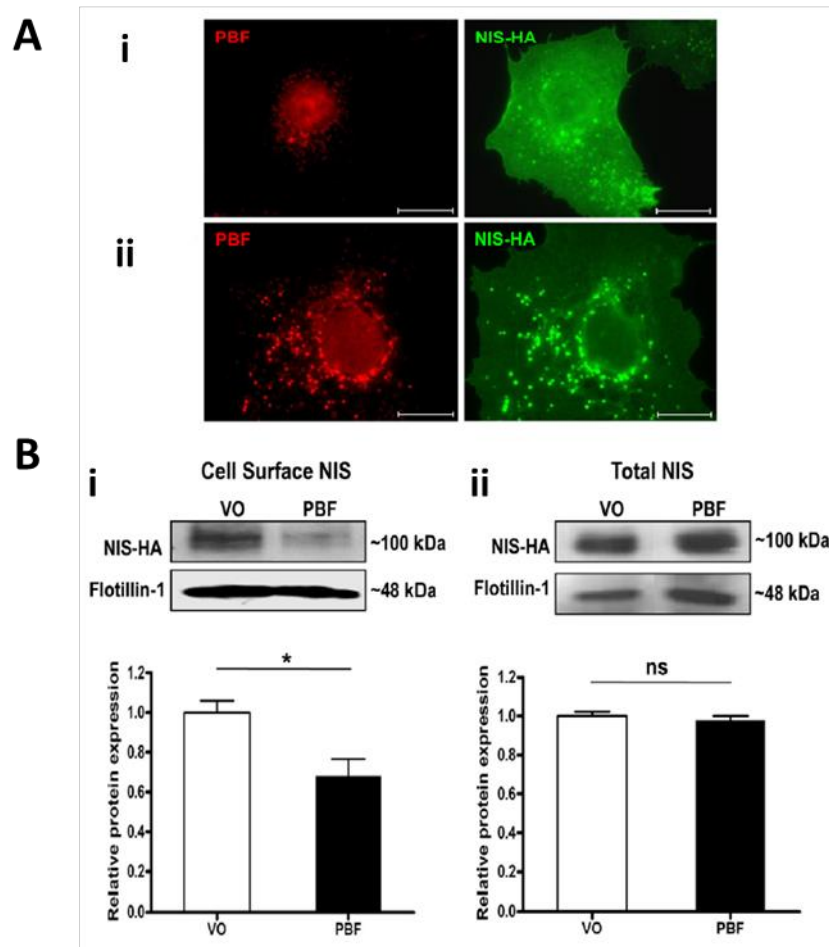 A
i
PBF
NIS-HA
ii
PBF
NIS-HA
B
i
Cell Surface NIS
VO PBF
NIS-HA
~100 kDa
Flotillin-1
~48 kDa
Relative protein expression
1.2
1.0
0.8
0.6
0.4
0.2
0.0
*
VO PBF
ii
Total NIS
VO PBF
NIS-HA
~100 kDa
Flotillin-1
~48 kDa
Relative protein expression
1.2
1.0
0.8
0.6
0.4
0.2
0.0
ns
VO PBF